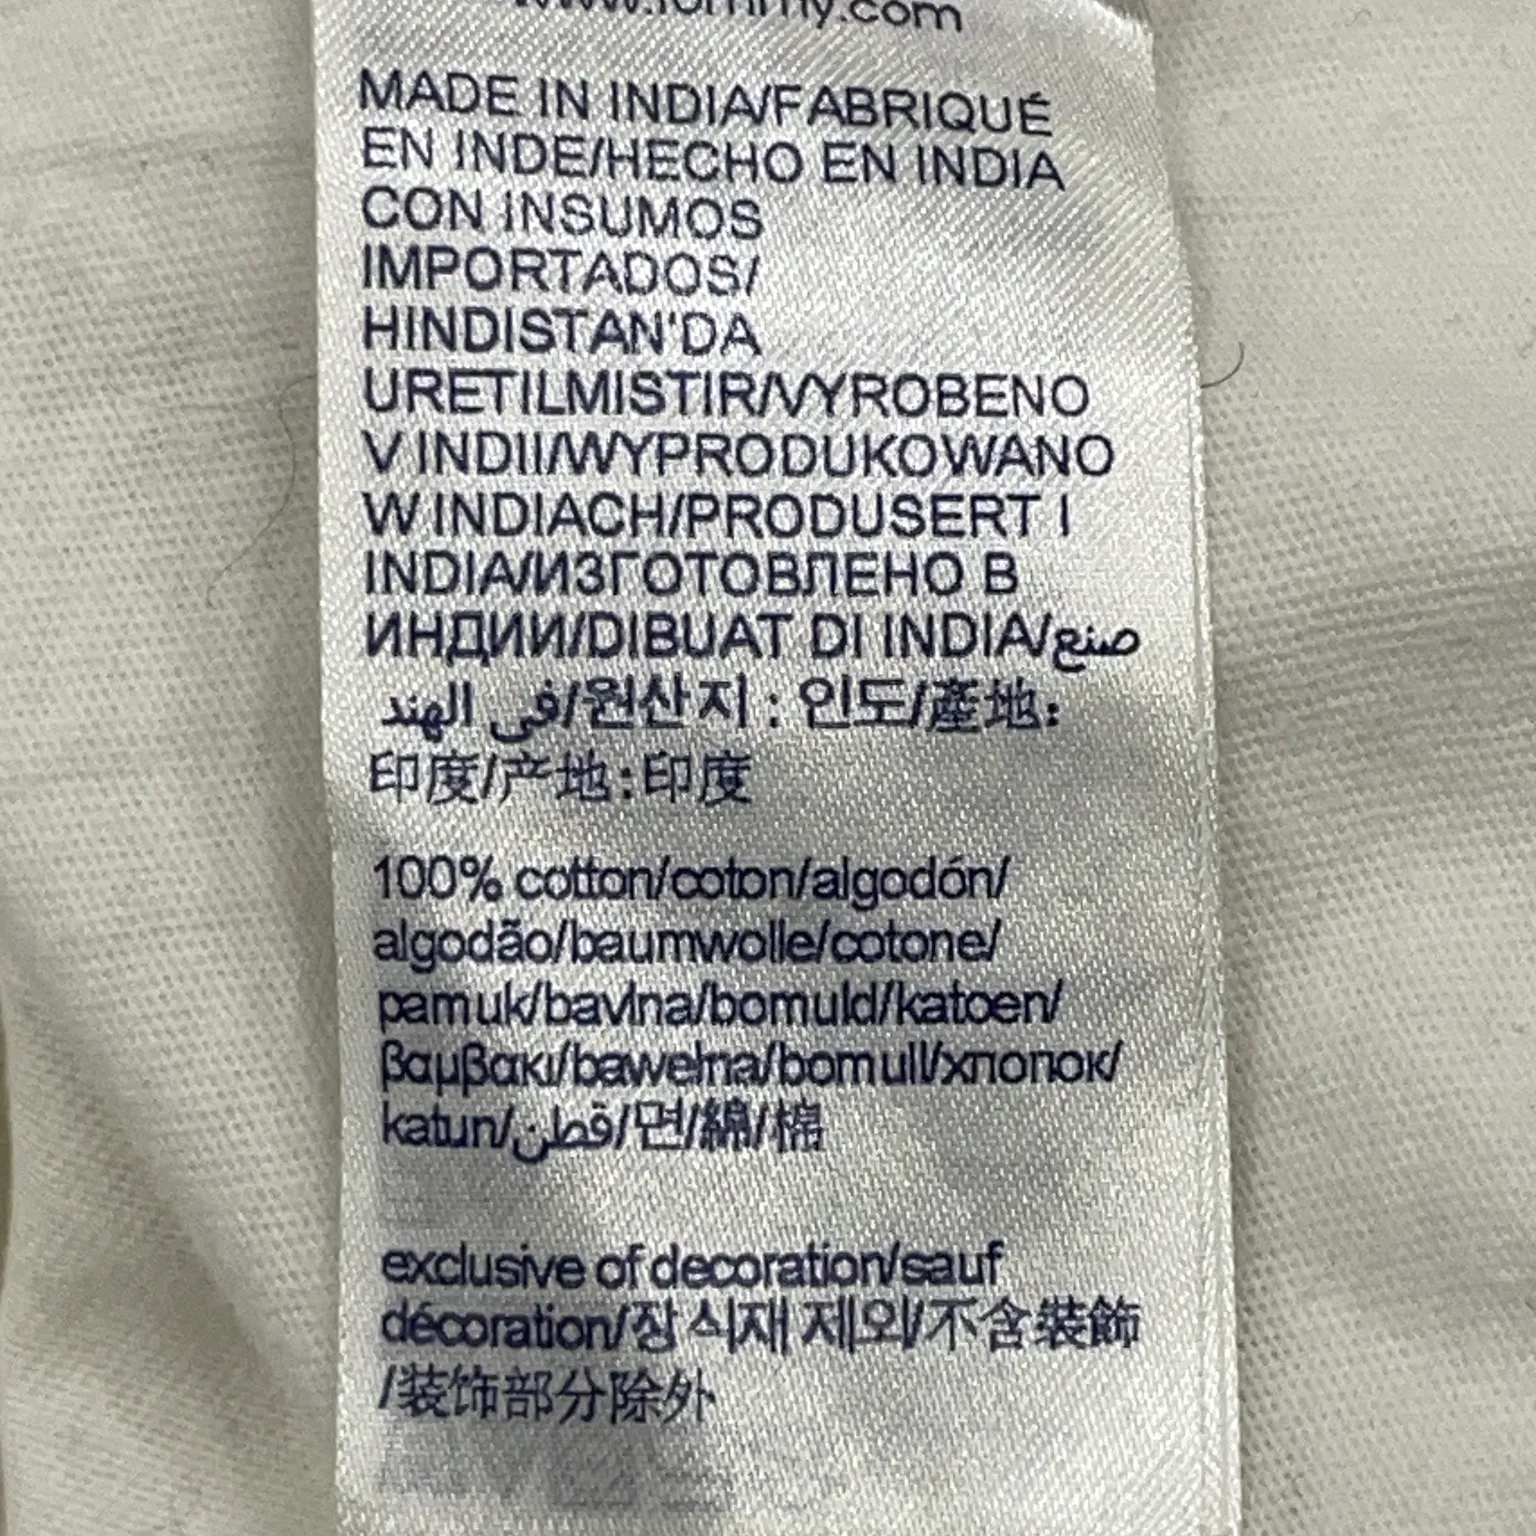 www.tommy.com
MADE IN INDIA/FABRIQUÉ
EN INDE/HECHO EN INDIA
CON INSUMOS
IMPORTADOS/
HINDISTAN'DA
URETILMISTIR/VYROBENO
V INDII/WYPRODUKOWANO
W INDIACH/PRODUSERT I
INDIA/ИЗГОТОВЛЕНО В
ИНДИИ/DIBUAT DI INDIA/صنع
في الهند/원산지 : 인도/產地:
印度/产地:印度
100% cotton/coton/algodón/
algodão/baumwolle/cotone/
pamuk/bavlna/bomuld/katoen/
βαμβακι/bawełna/bomull/хлопок/
katun/قطن/면/綿/棉
exclusive of decoration/sauf
décoration/장식재 제외/不含裝飾
/装饰部分除外